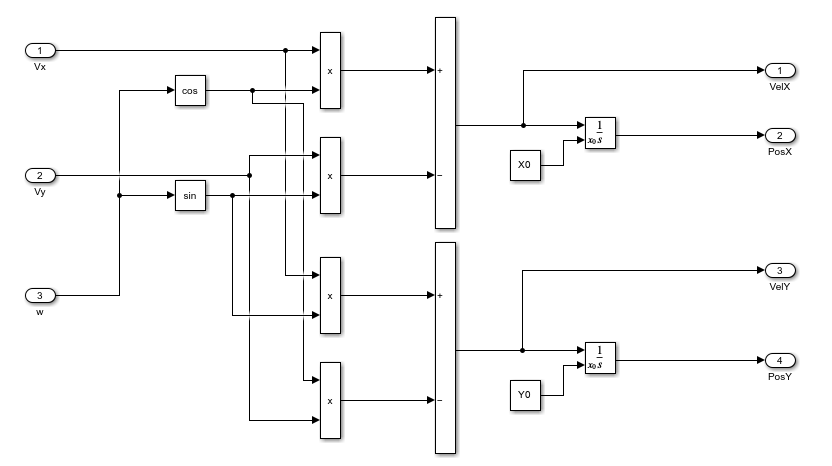 1
Vx
cos
x
+
1
VelX
1
x₀ s
X0
2
PosX
2
Vy
sin
x
−
3
w
x
+
3
VelY
1
x₀ s
Y0
4
PosY
x
−